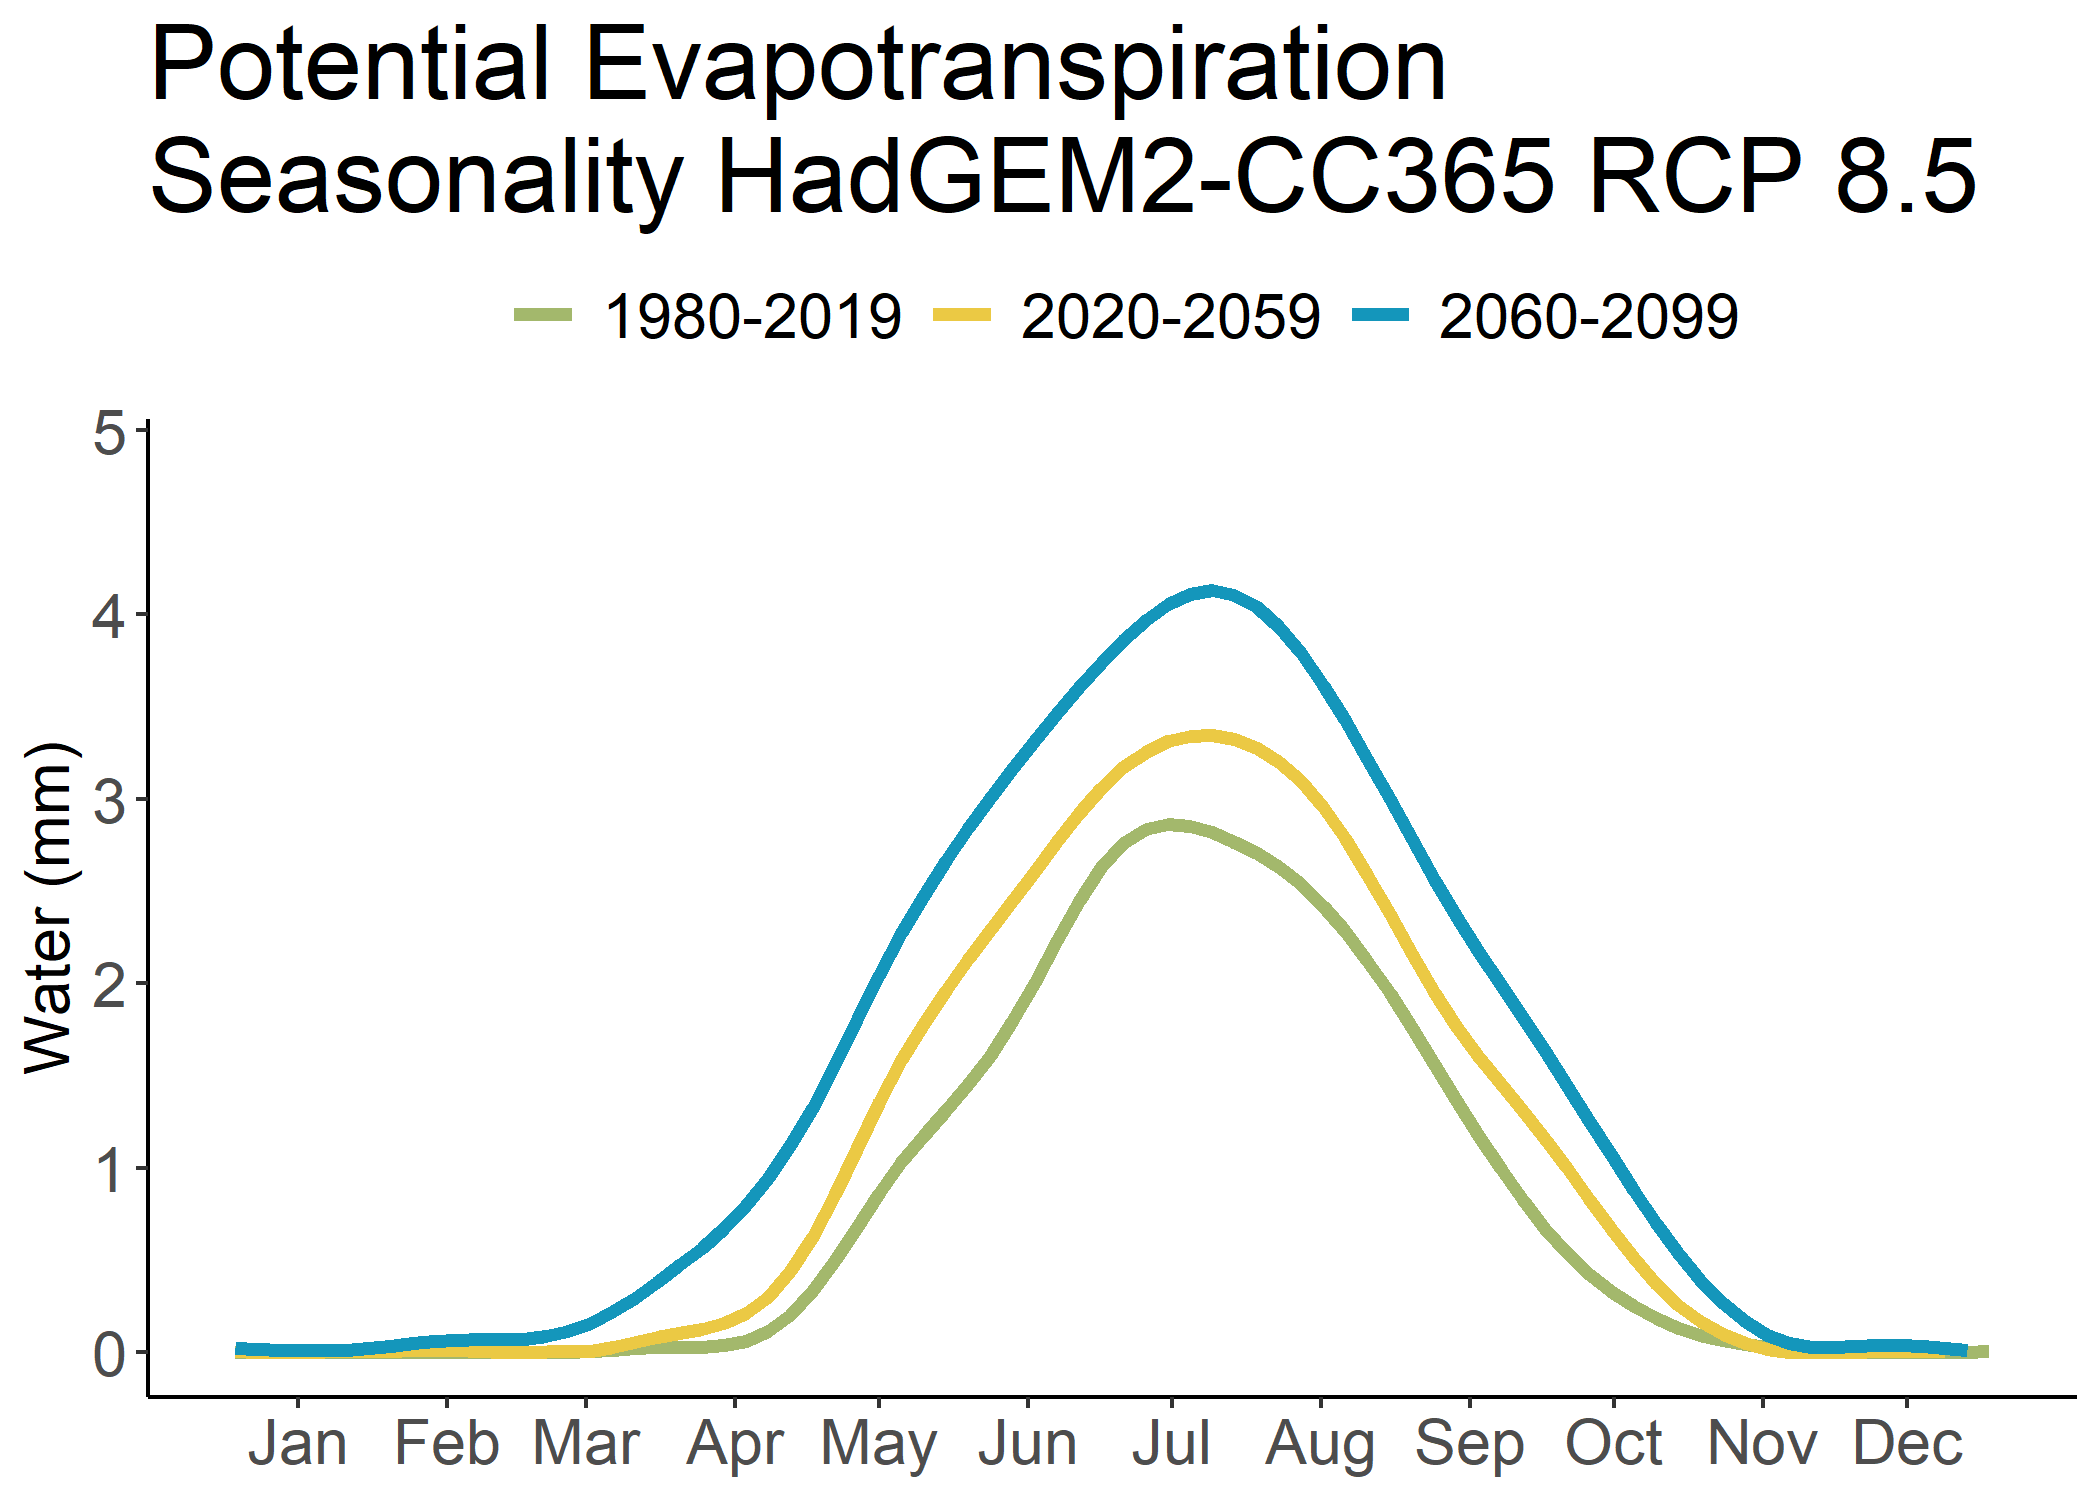 Potential Evapotranspiration
Seasonality HadGEM2-CC365 RCP 8.5
1980-2019 2020-2059 2060-2099
5
4
3
2
1
0
Water (mm)
Jan Feb Mar Apr May Jun Jul Aug Sep Oct Nov Dec